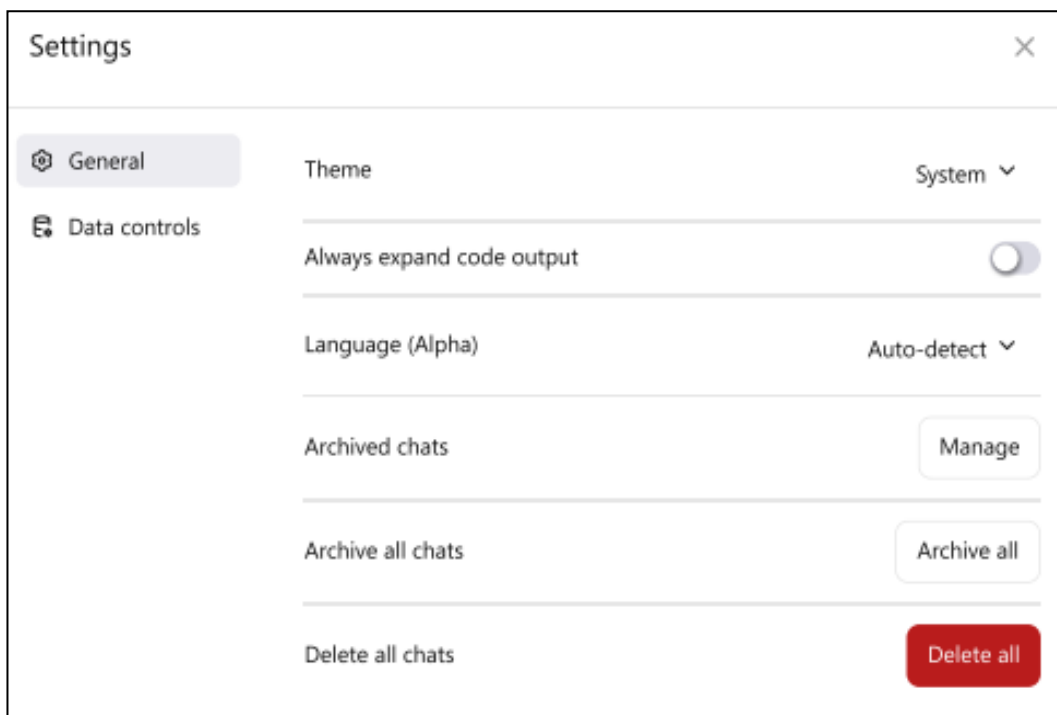 Settings
General
Data controls
Theme
System
Always expand code output
Language (Alpha)
Auto-detect
Archived chats
Manage
Archive all chats
Archive all
Delete all chats
Delete all